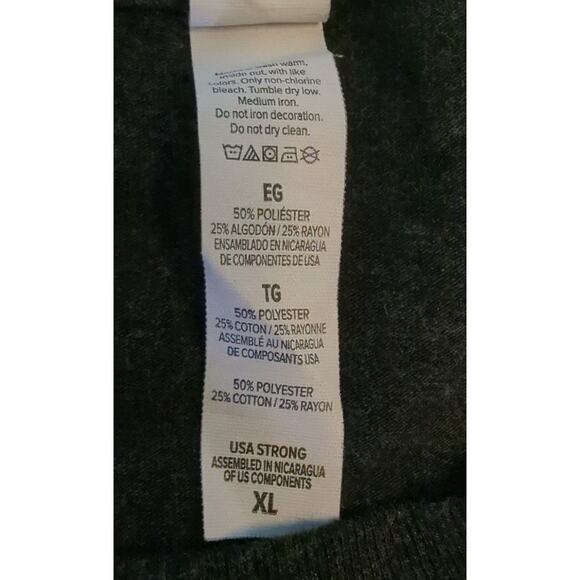 wash warm,
inside out, with like
colors. Only non-chlorine
bleach. Tumble dry low.
Medium iron.
Do not iron decoration.
Do not dry clean.
EG
50% POLIÉSTER
25% ALGODÓN / 25% RAYON
ENSAMBLADO EN NICARAGUA
DE COMPONENTES DE USA
TG
50% POLYESTER
25% COTON / 25% RAYONNE
ASSEMBLÉ AU NICARAGUA
DE COMPOSANTS USA
50% POLYESTER
25% COTTON / 25% RAYON
USA STRONG
ASSEMBLED IN NICARAGUA
OF US COMPONENTS
XL